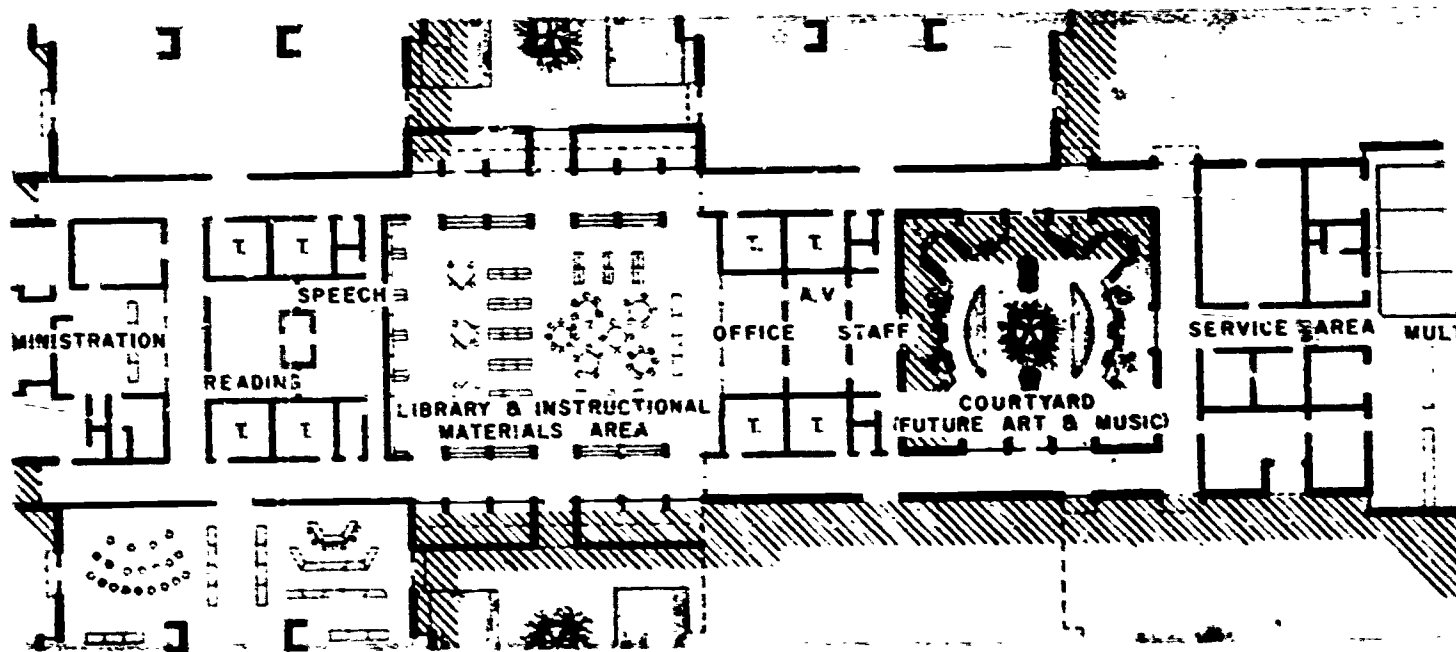 T. T. T. T.
SPEECH A.V
MINISTRATION OFFICE STAFF SERVICE AREA MULT
READING
LIBRARY & INSTRUCTIONAL
MATERIALS AREA
COURTYARD
(FUTURE ART & MUSIC)
T. T. T. T.